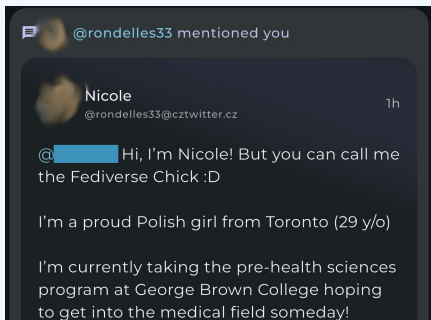 @rondelles33 mentioned you
Nicole
1h
@rondelles33@cztwitter.cz
@ Hi, I'm Nicole! But you can call me
the Fediverse Chick :D
I'm a proud Polish girl from Toronto (29 y/o)
I'm currently taking the pre-health sciences
program at George Brown College hoping
to get into the medical field someday!